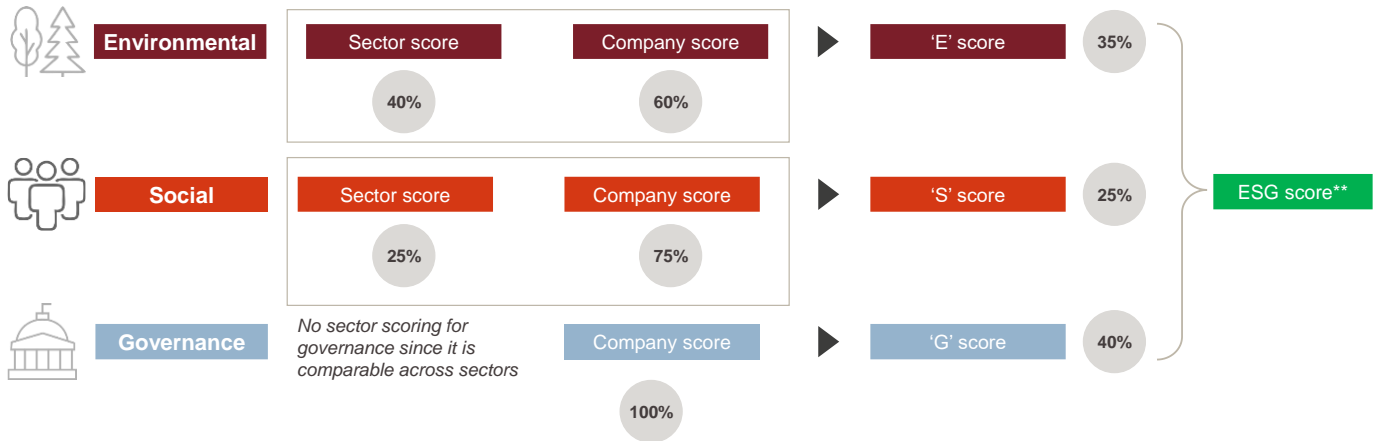 Environmental
Sector score
Company score
‘E’ score
35%
40%
60%
Social
Sector score
Company score
‘S’ score
25%
ESG score**
25%
75%
Governance
No sector scoring for
governance since it is
comparable across sectors
Company score
‘G’ score
40%
100%